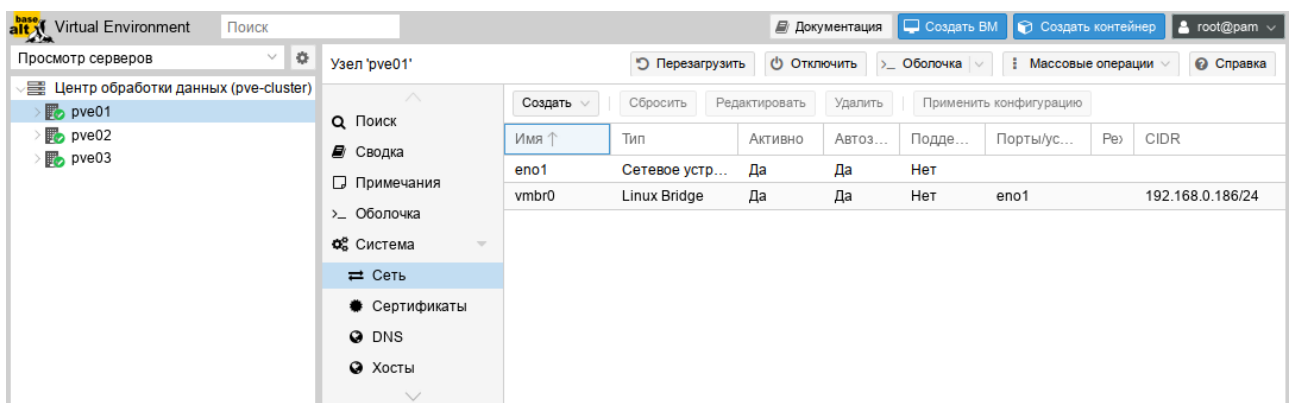 base alt Virtual Environment Поиск Документация Создать ВМ Создать контейнер root@pam
Просмотр серверов
Центр обработки данных (pve-cluster)
pve01
pve02
pve03
Узел 'pve01' Перезагрузить Отключить >_ Оболочка Массовые операции Справка
Поиск
Сводка
Примечания
>_ Оболочка
Система
Сеть
Сертификаты
DNS
Хосты
Создать Сбросить Редактировать Удалить Применить конфигурацию
Имя ↑ Тип Активно Автоз... Подде... Порты/ус... CIDR
eno1 Сетевое устр... Да Да Нет
vmbr0 Linux Bridge Да Да Нет eno1 192.168.0.186/24